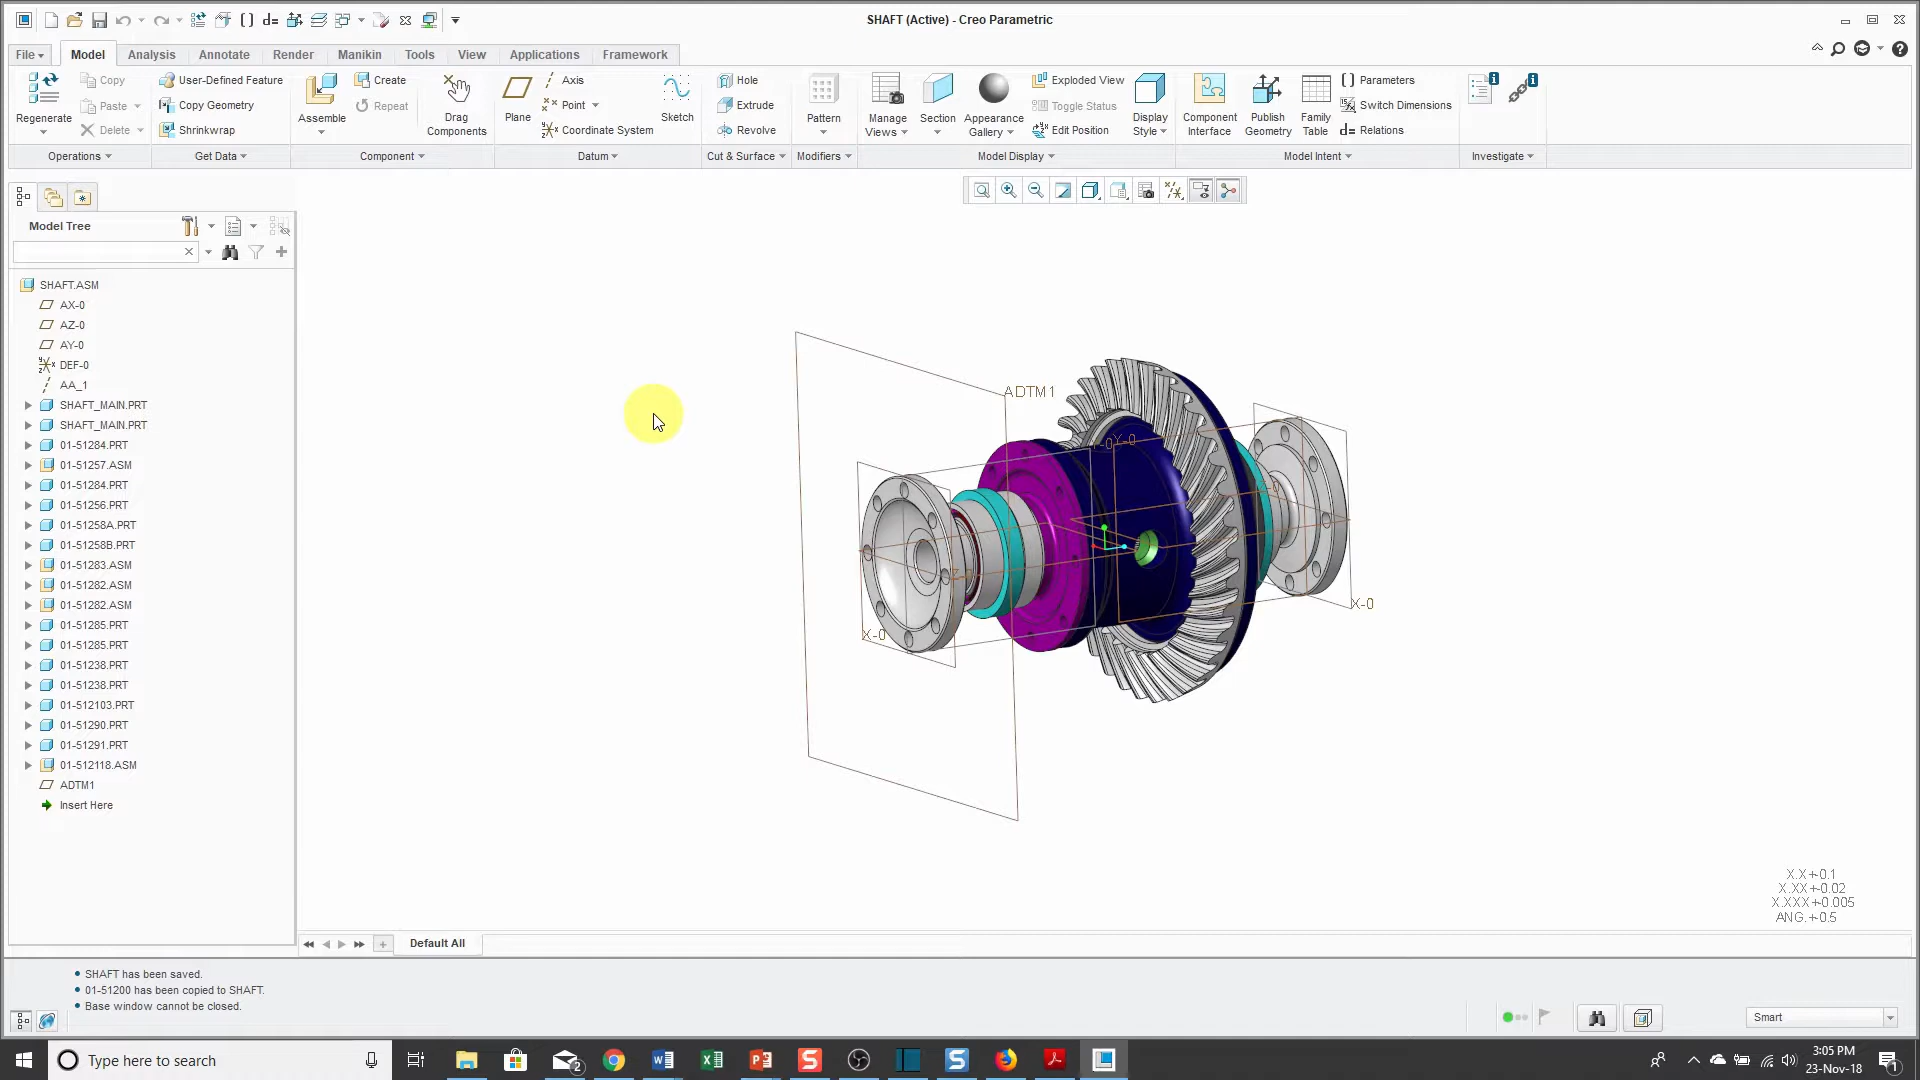 SHAFT (Active) - Creo Parametric
File Model Analysis Annotate Render Manikin Tools View Applications Framework
Regenerate
Copy
Paste
Delete
User-Defined Feature
Copy Geometry
Shrinkwrap
Assemble
Create
Repeat
Drag
Components
Plane
Axis
Point
Coordinate System
Sketch
Hole
Extrude
Revolve
Pattern
Manage
Views
Section
Appearance
Gallery
Exploded View
Toggle Status
Edit Position
Display
Style
Component
Interface
Publish
Geometry
Family
Table
Parameters
Switch Dimensions
d= Relations
Operations Get Data Component Datum Cut & Surface Modifiers Model Display Model Intent Investigate
Model Tree
SHAFT.ASM
AX-0
AZ-0
AY-0
DEF-0
AA_1
SHAFT_MAIN.PRT
SHAFT_MAIN.PRT
01-51284.PRT
01-51257.ASM
01-51284.PRT
01-51256.PRT
01-51258A.PRT
01-51258B.PRT
01-51283.ASM
01-51282.ASM
01-51282.ASM
01-51285.PRT
01-51285.PRT
01-51238.PRT
01-51238.PRT
01-512103.PRT
01-51290.PRT
01-51291.PRT
01-512118.ASM
ADTM1
Insert Here
ADTM1
Y-0
X-0
X-0
X.X+-0.1
X.XX+-0.02
X.XXX+-0.005
ANG.+-0.5
Default All
SHAFT has been saved.
01-51200 has been copied to SHAFT.
Base window cannot be closed.
Smart
Type here to search
2
3:05 PM
23-Nov-18
1